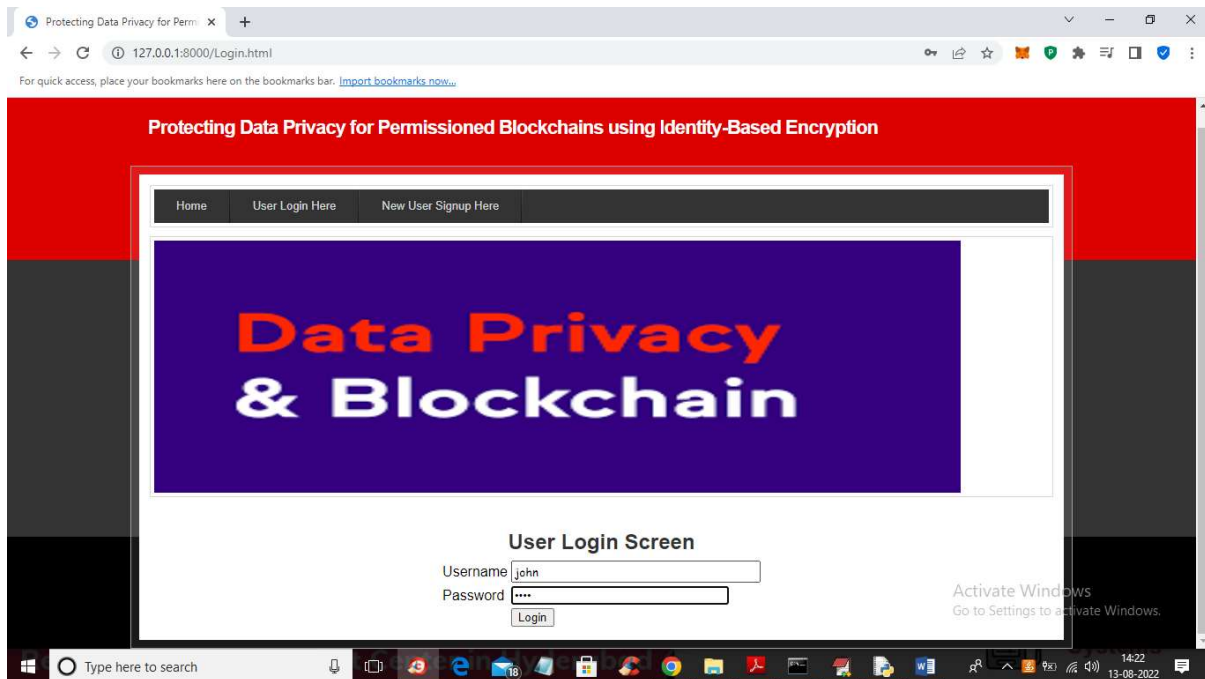 Protecting Data Privacy for Perm
127.0.0.1:8000/Login.html
For quick access, place your bookmarks here on the bookmarks bar. Import bookmarks now...
Protecting Data Privacy for Permissioned Blockchains using Identity-Based Encryption
Home User Login Here New User Signup Here
Data Privacy
& Blockchain
User Login Screen
Username john
Password ••••
Login
Activate Windows
Go to Settings to activate Windows.
Type here to search
18
14:22
13-08-2022